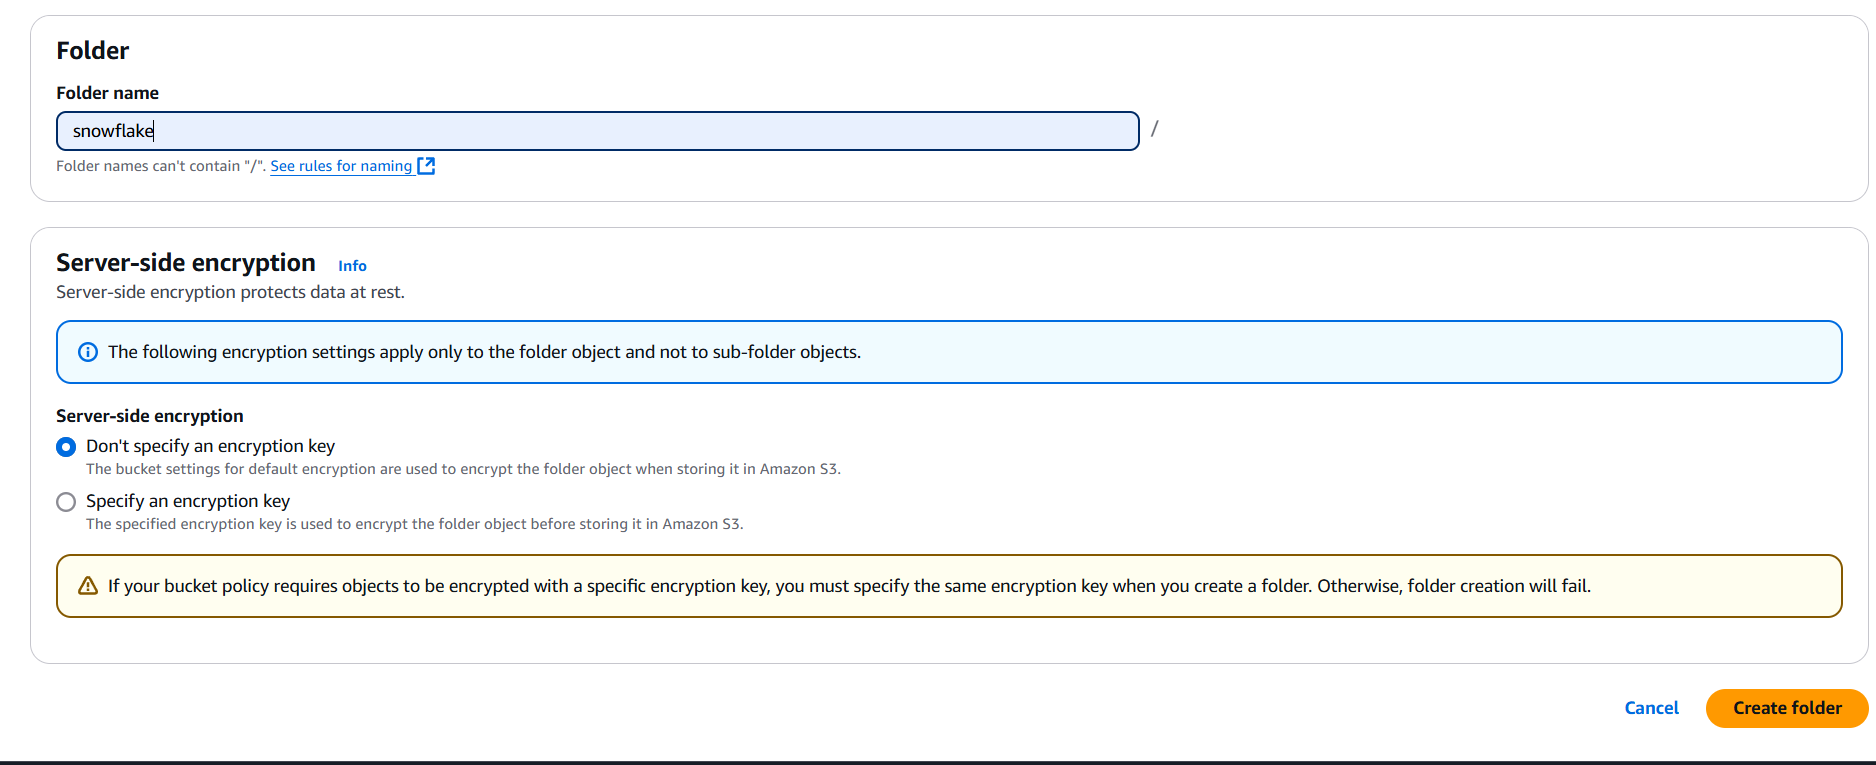 Folder
Folder name
snowflake
/
Folder names can't contain "/". See rules for naming
Server-side encryption Info
Server-side encryption protects data at rest.
The following encryption settings apply only to the folder object and not to sub-folder objects.
Server-side encryption
Don't specify an encryption key
The bucket settings for default encryption are used to encrypt the folder object when storing it in Amazon S3.
Specify an encryption key
The specified encryption key is used to encrypt the folder object before storing it in Amazon S3.
If your bucket policy requires objects to be encrypted with a specific encryption key, you must specify the same encryption key when you create a folder. Otherwise, folder creation will fail.
Cancel Create folder